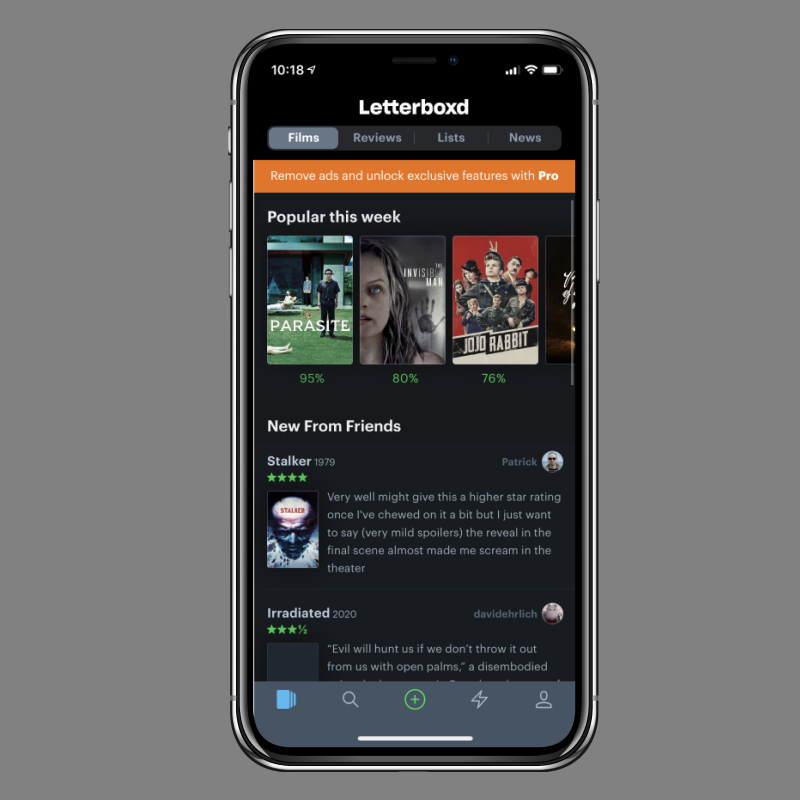 10:18
Letterboxd
Films Reviews Lists News
Remove ads and unlock exclusive features with Pro
Popular this week
PARASITE
THE
INVISIBLE
MAN
JOJO RABBIT
95% 80% 76%
New From Friends
Stalker 1979 Patrick
★★★★
STALKER
Very well might give this a higher star rating
once I've chewed on it a bit but I just want
to say (very mild spoilers) the reveal in the
final scene almost made me scream in the
theater
Irradiated 2020 davidehrlich
★★★½
“Evil will hunt us if we don’t throw it out
from us with open palms,” a disembodied